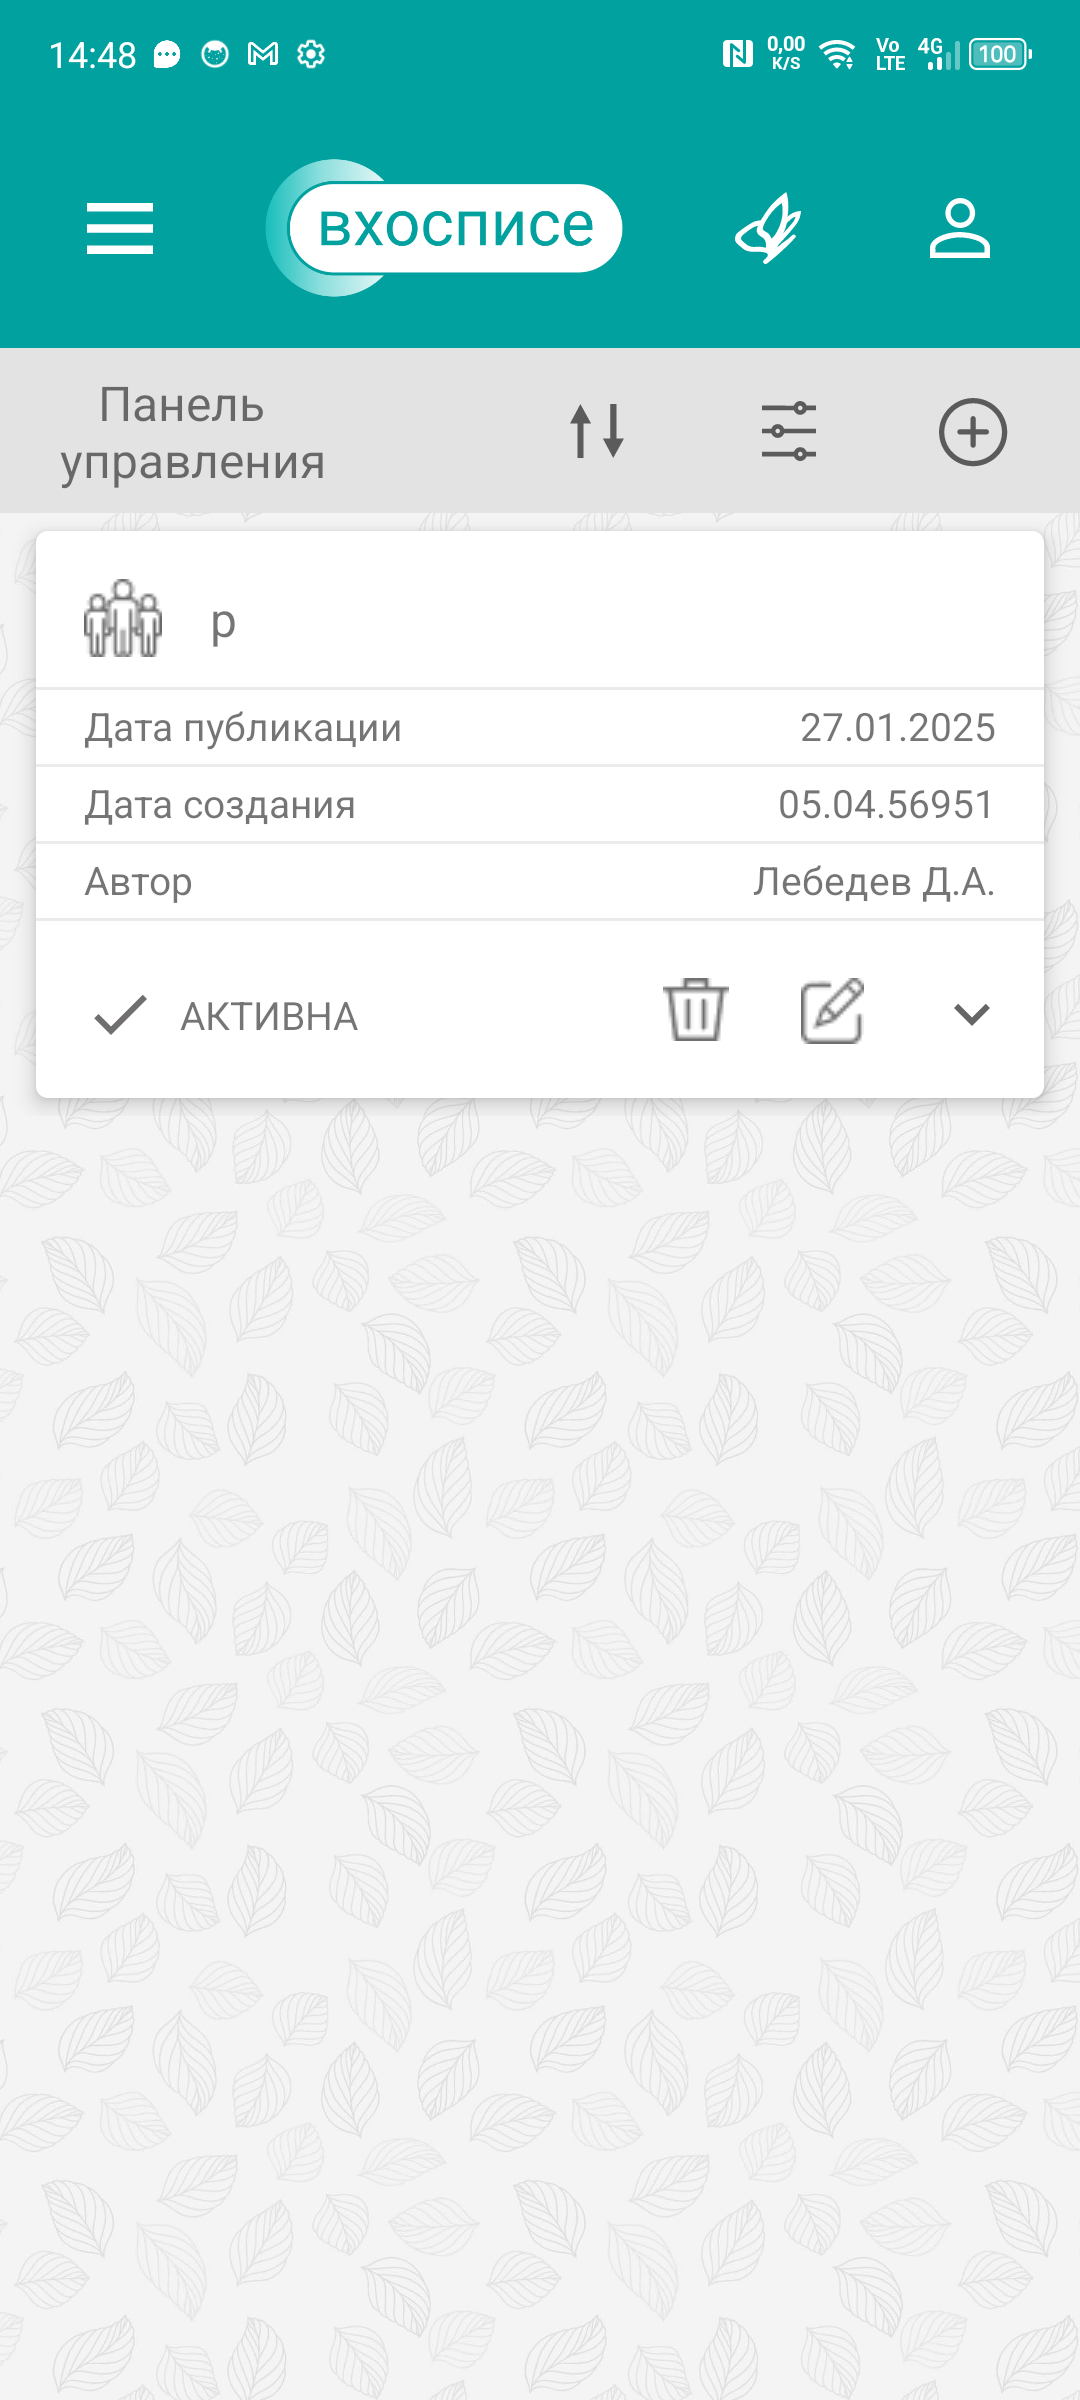 14:48
0,00
K/S
Vo
LTE
4G
100
вхосписе
Панель
управления
р
Дата публикации
27.01.2025
Дата создания
05.04.56951
Автор
Лебедев Д.А.
АКТИВНА